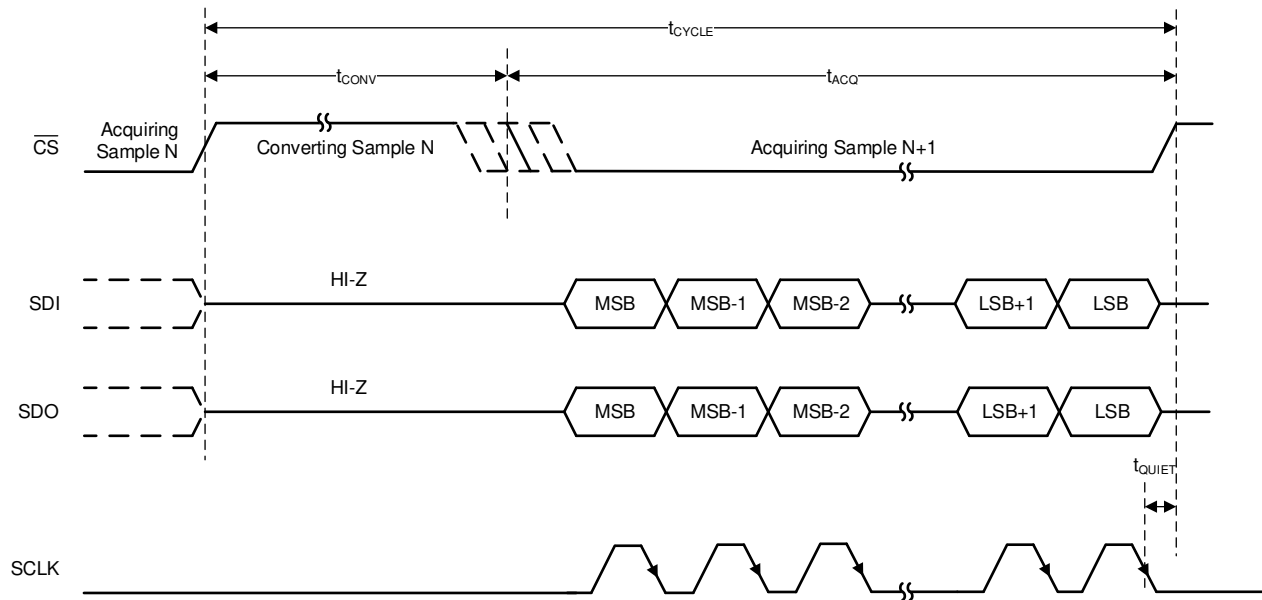 tCYCLE
tCONV
tACQ
CS
Acquiring
Sample N
Converting Sample N
Acquiring Sample N+1
HI-Z
SDI
MSB
MSB-1
MSB-2
LSB+1
LSB
HI-Z
SDO
MSB
MSB-1
MSB-2
LSB+1
LSB
tQUIET
SCLK